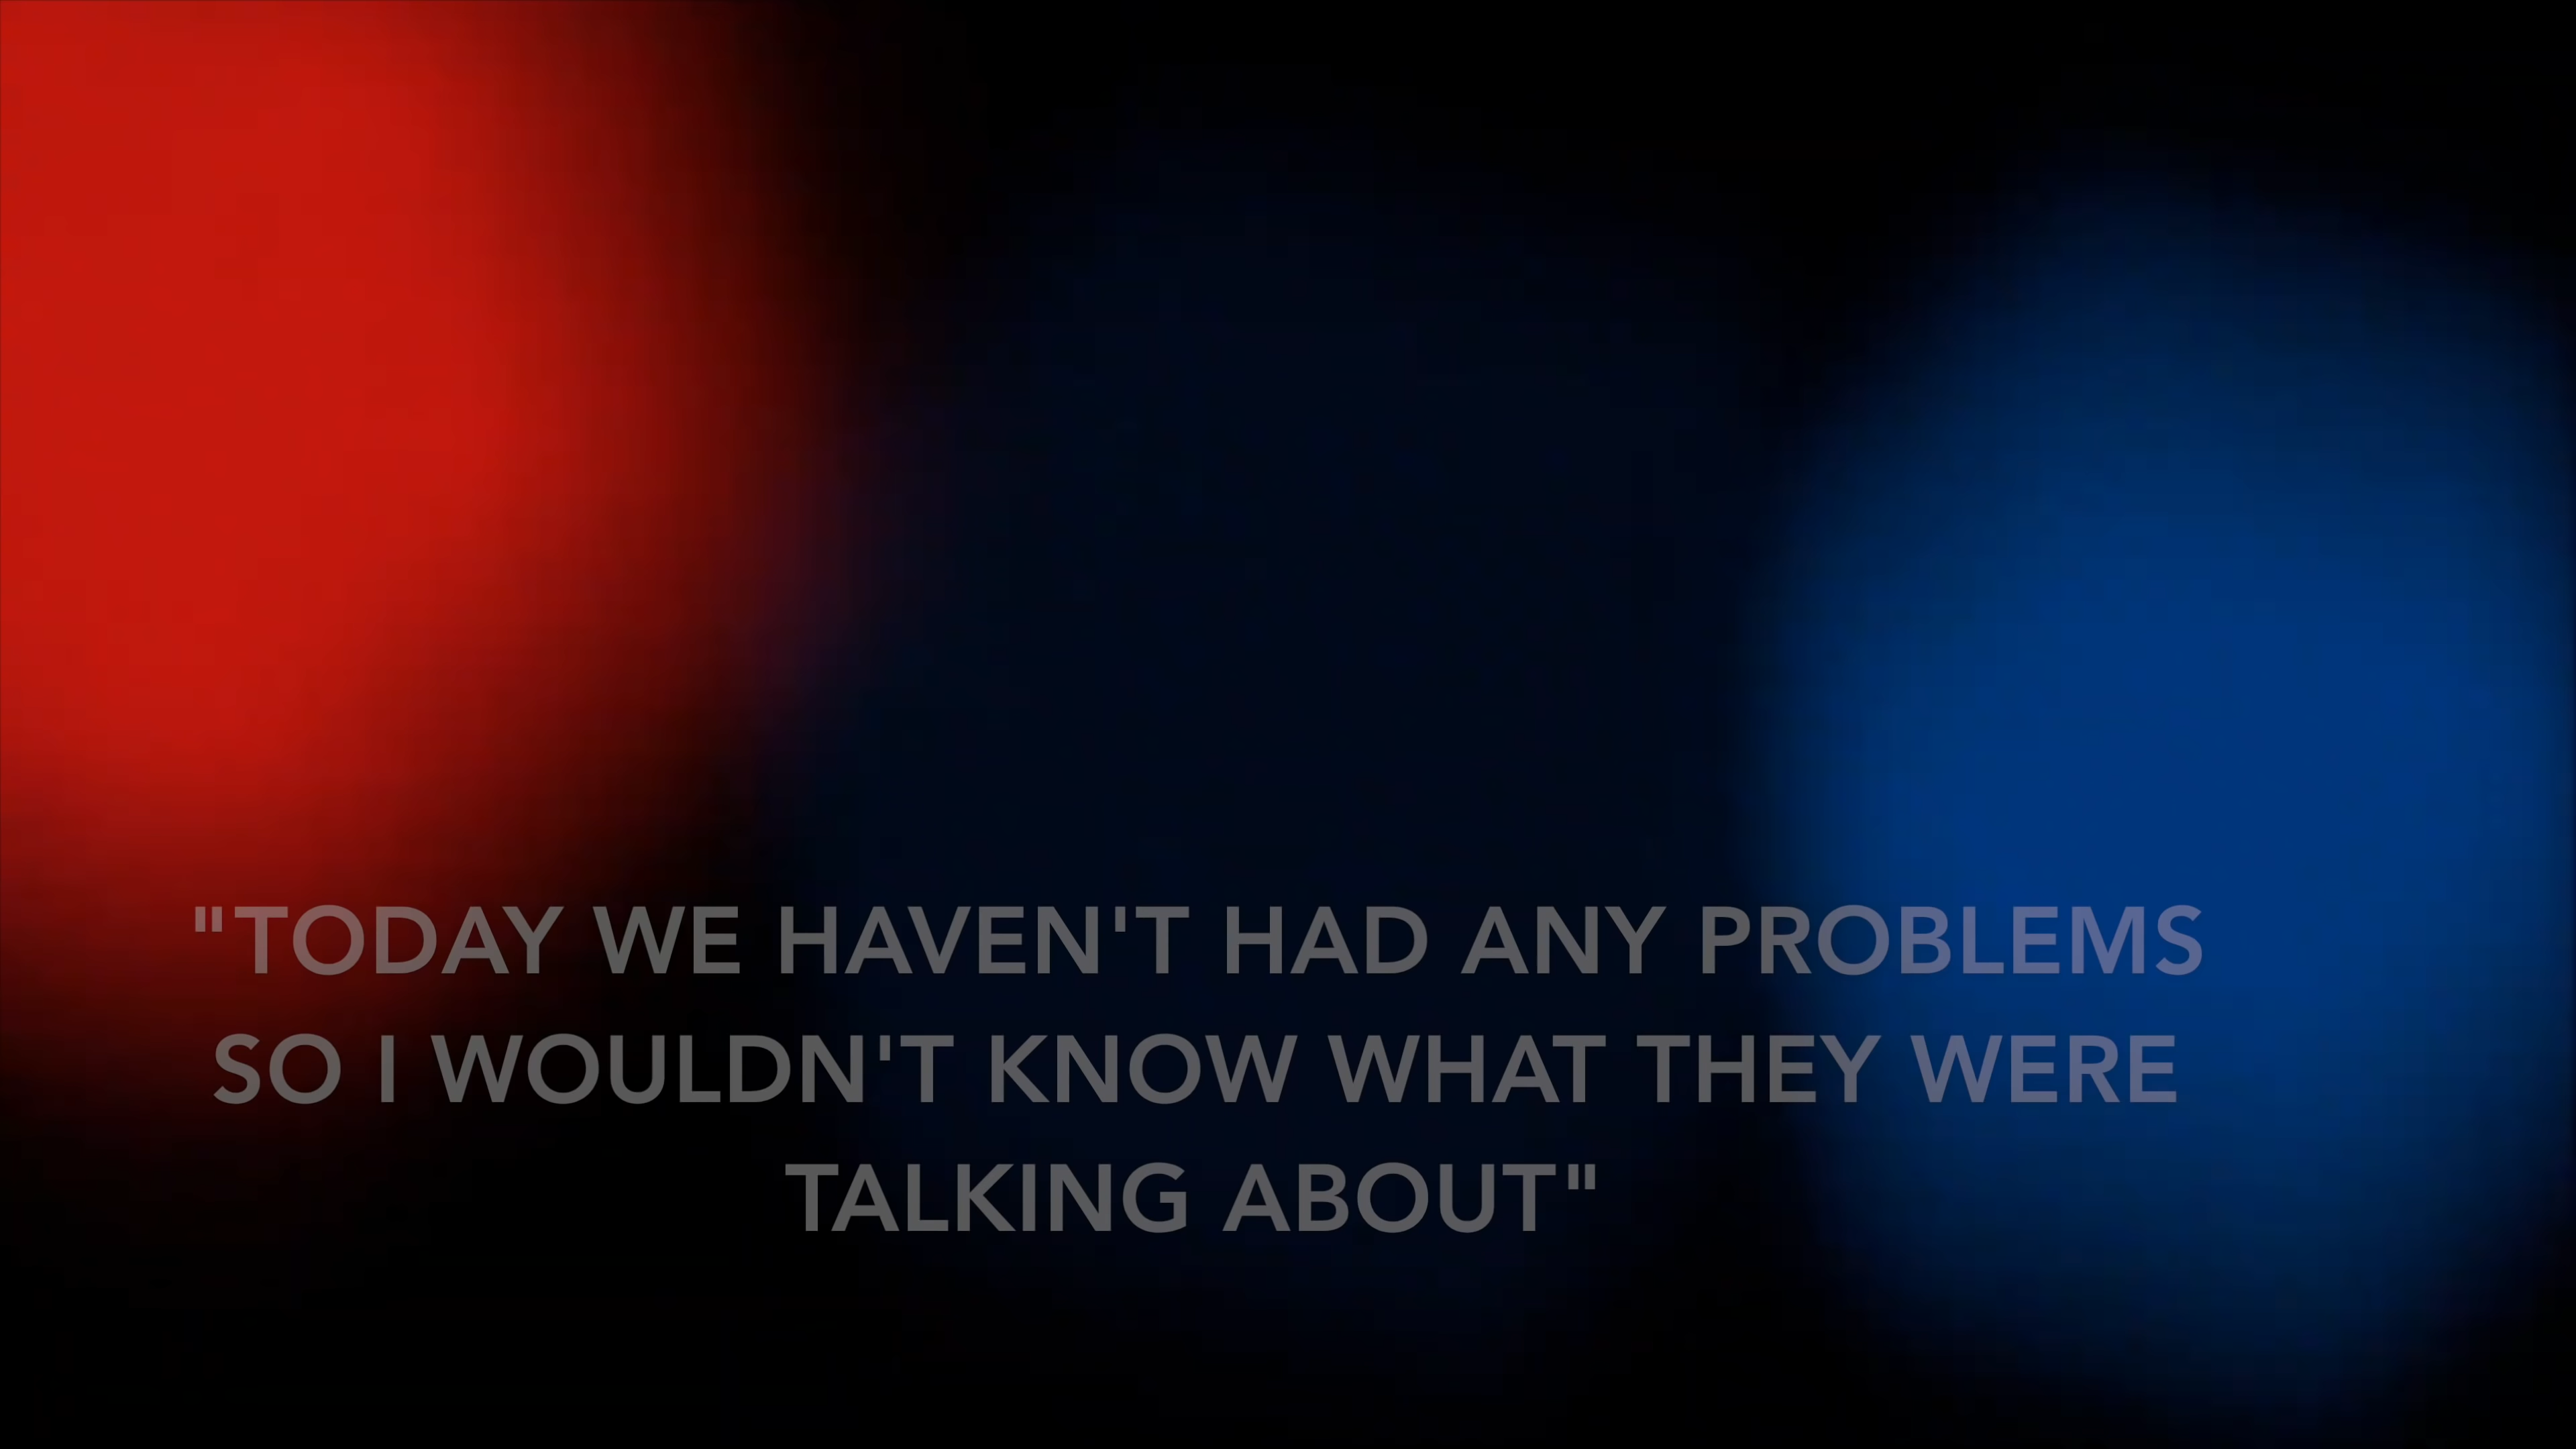 "TODAY WE HAVEN'T HAD ANY PROBLEMS
SO I WOULDN'T KNOW WHAT THEY WERE
TALKING ABOUT"